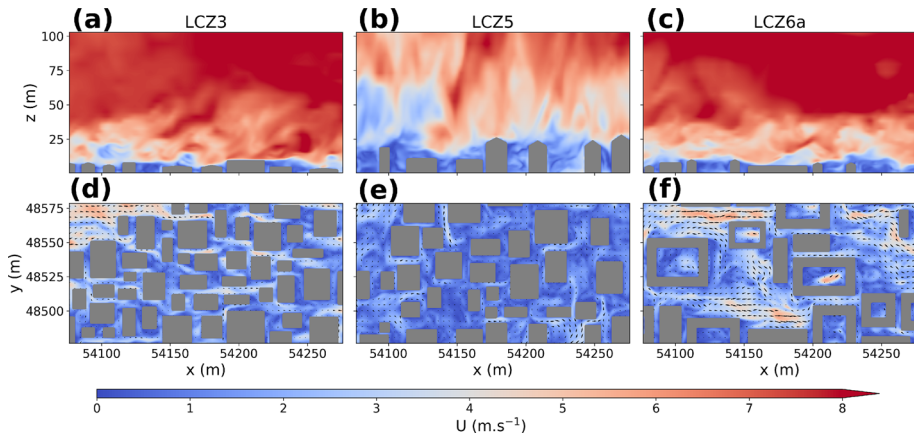 (a) LCZ3 (b) LCZ5 (c) LCZ6a
100
75
z (m)
50
25
(d) (e) (f)
48575
48550
y (m)
48525
48500
54100 54150 54200 54250 54100 54150 54200 54250 54100 54150 54200 54250
x (m) x (m) x (m)
0 1 2 3 4 5 6 7 8
U (m.s⁻¹)